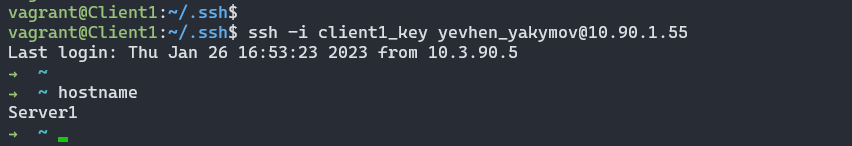 vagrant@Client1:~/.ssh$
vagrant@Client1:~/.ssh$ ssh -i client1_key yevhen_yakymov@10.90.1.55
Last login: Thu Jan 26 16:53:23 2023 from 10.3.90.5
→ ~
→ ~ hostname
Server1
→ ~